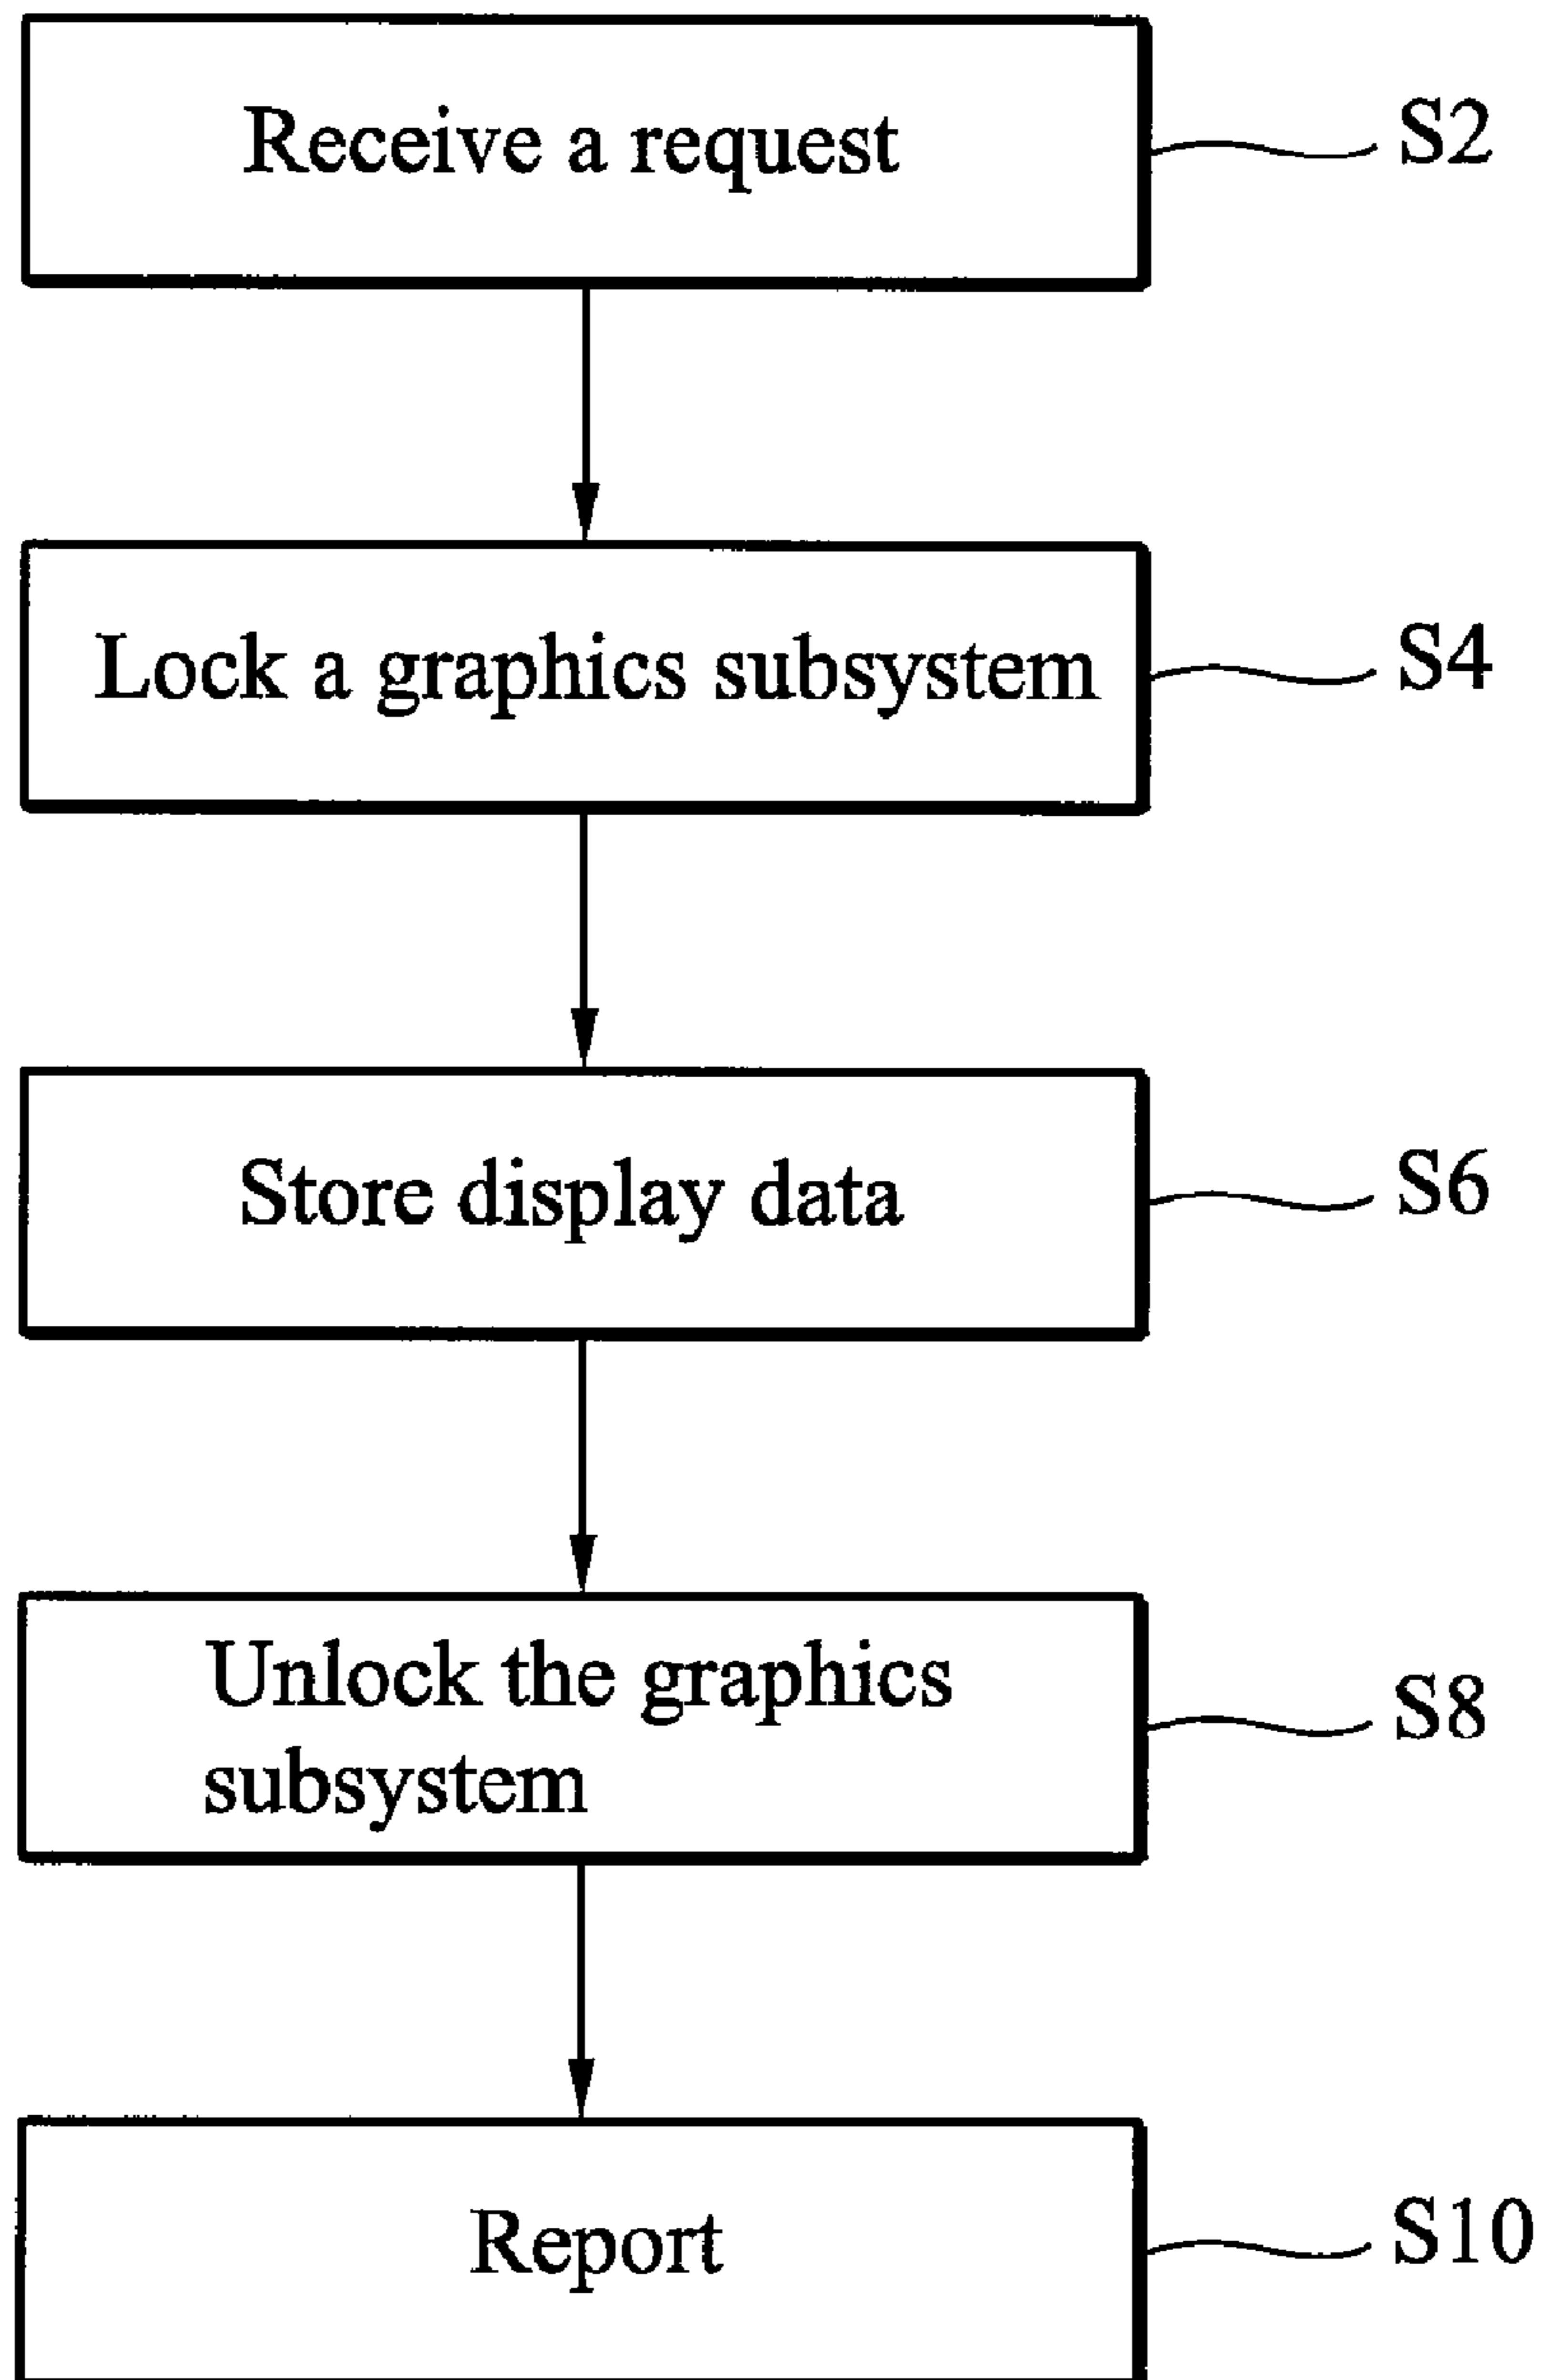 Receive a request
S2
Lock a graphics subsystem
S4
Store display data
S6
Unlock the graphics
subsystem
S8
Report
S10